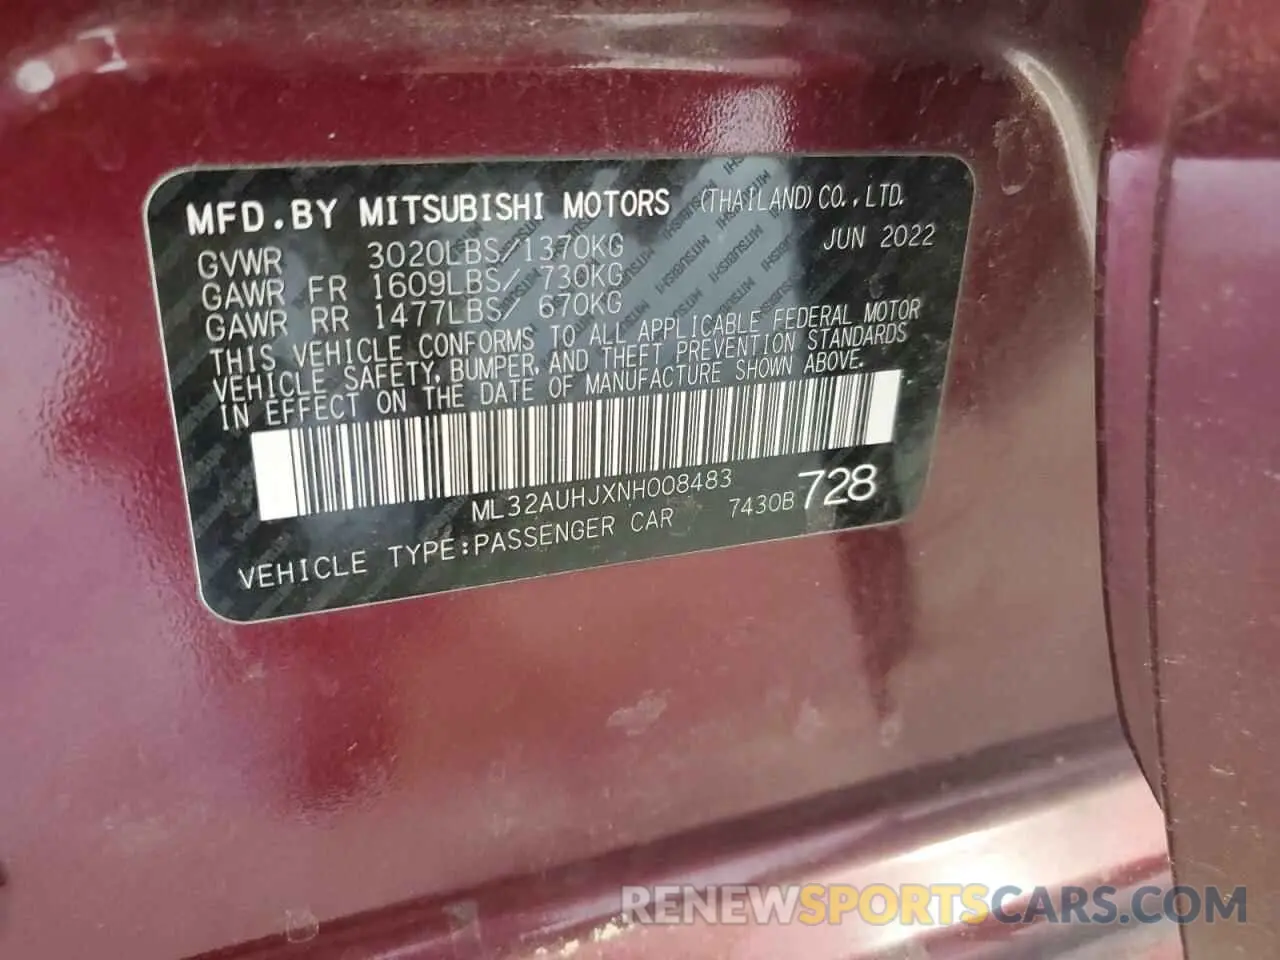 MFD.BY MITSUBISHI MOTORS (THAILAND) CO.,LTD.
GVWR 3020LBS/1370KG JUN 2022
GAWR FR 1609LBS/ 730KG
GAWR RR 1477LBS/ 670KG
THIS VEHICLE CONFORMS TO ALL APPLICABLE FEDERAL MOTOR
VEHICLE SAFETY, BUMPER, AND THEFT PREVENTION STANDARDS
IN EFFECT ON THE DATE OF MANUFACTURE SHOWN ABOVE.
ML32AUHJXNH008483 7430B 728
VEHICLE TYPE:PASSENGER CAR
RENEWSPORTSCARS.COM